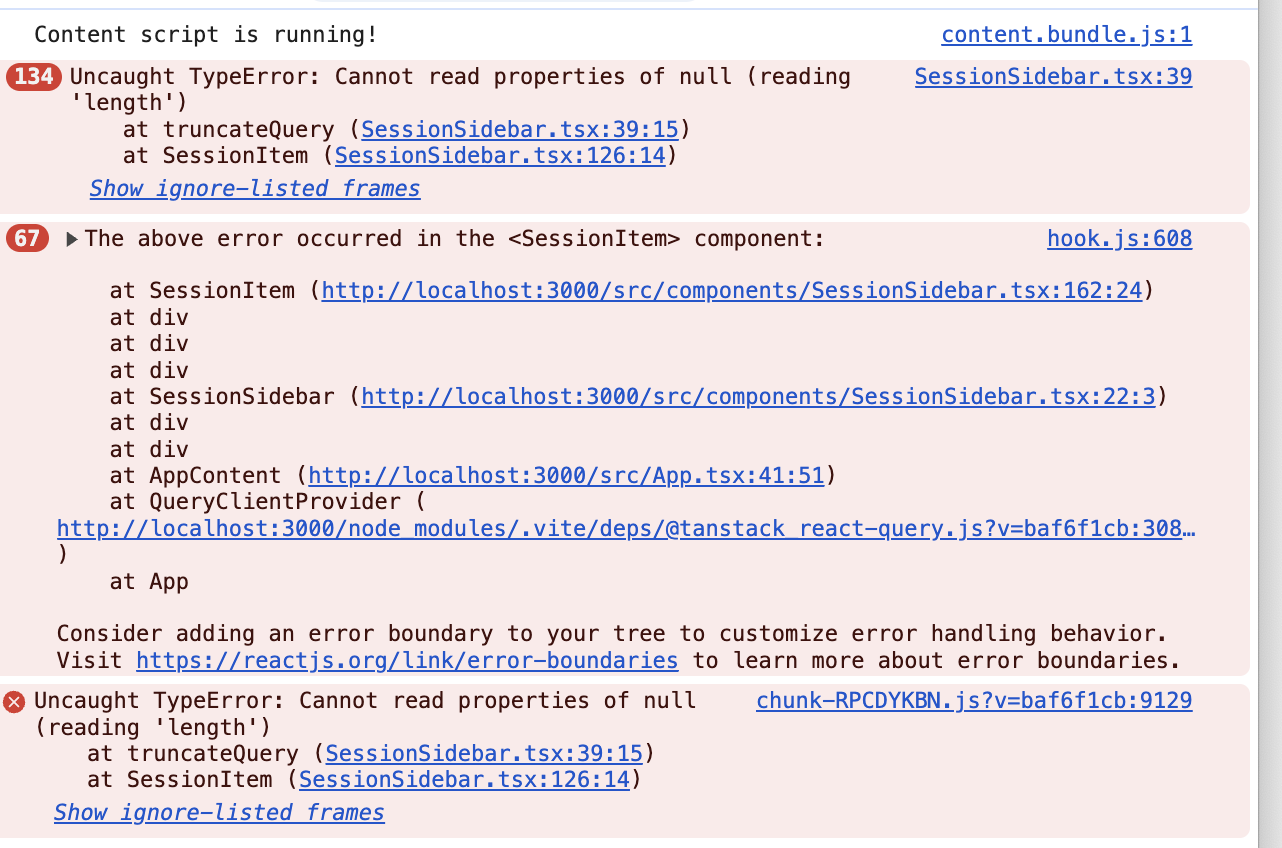 Content script is running! content.bundle.js:1
134 Uncaught TypeError: Cannot read properties of null (reading SessionSidebar.tsx:39
'length')
at truncateQuery (SessionSidebar.tsx:39:15)
at SessionItem (SessionSidebar.tsx:126:14)
Show ignore-listed frames
67 The above error occurred in the <SessionItem> component: hook.js:608
at SessionItem (http://localhost:3000/src/components/SessionSidebar.tsx:162:24)
at div
at div
at div
at SessionSidebar (http://localhost:3000/src/components/SessionSidebar.tsx:22:3)
at div
at div
at AppContent (http://localhost:3000/src/App.tsx:41:51)
at QueryClientProvider (
http://localhost:3000/node_modules/.vite/deps/@tanstack_react-query.js?v=baf6f1cb:308…
)
at App
Consider adding an error boundary to your tree to customize error handling behavior.
Visit https://reactjs.org/link/error-boundaries to learn more about error boundaries.
Uncaught TypeError: Cannot read properties of null chunk-RPCDYKBN.js?v=baf6f1cb:9129
(reading 'length')
at truncateQuery (SessionSidebar.tsx:39:15)
at SessionItem (SessionSidebar.tsx:126:14)
Show ignore-listed frames